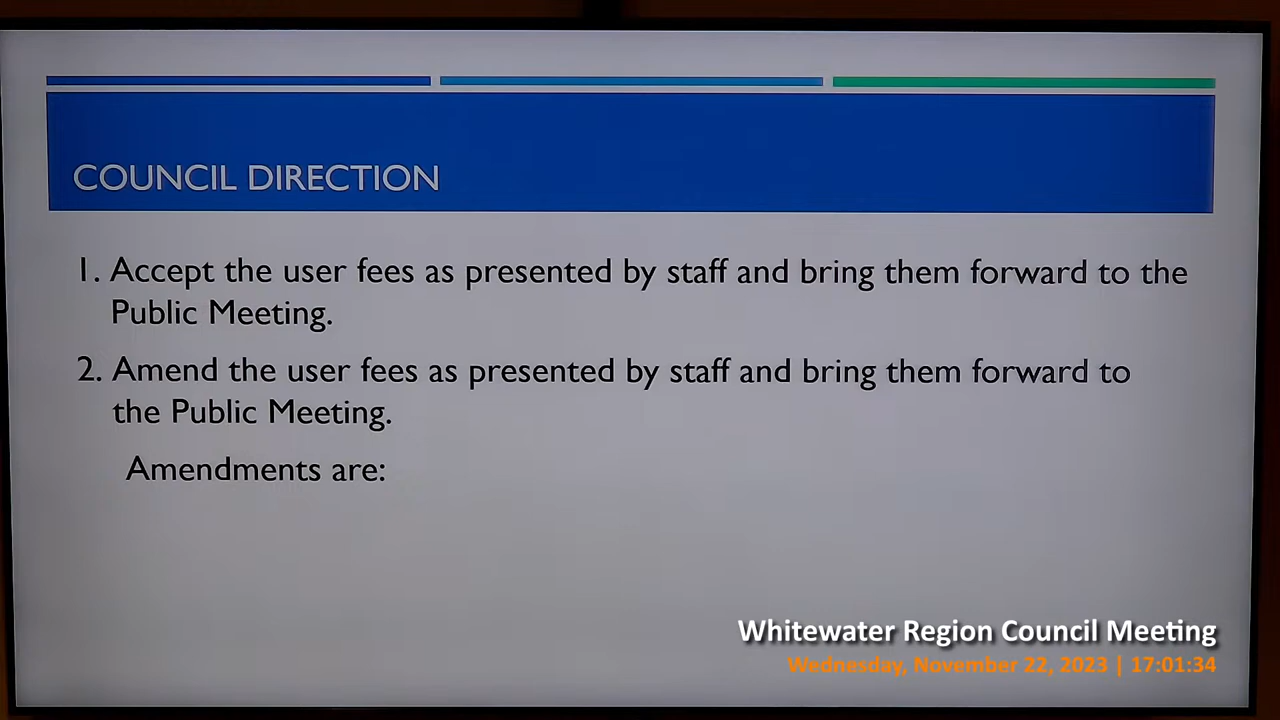 COUNCIL DIRECTION
1. Accept the user fees as presented by staff and bring them forward to the
Public Meeting.
2. Amend the user fees as presented by staff and bring them forward to
the Public Meeting.
Amendments are:
Whitewater Region Council Meeting
Wednesday, November 22, 2023 | 17:01:34